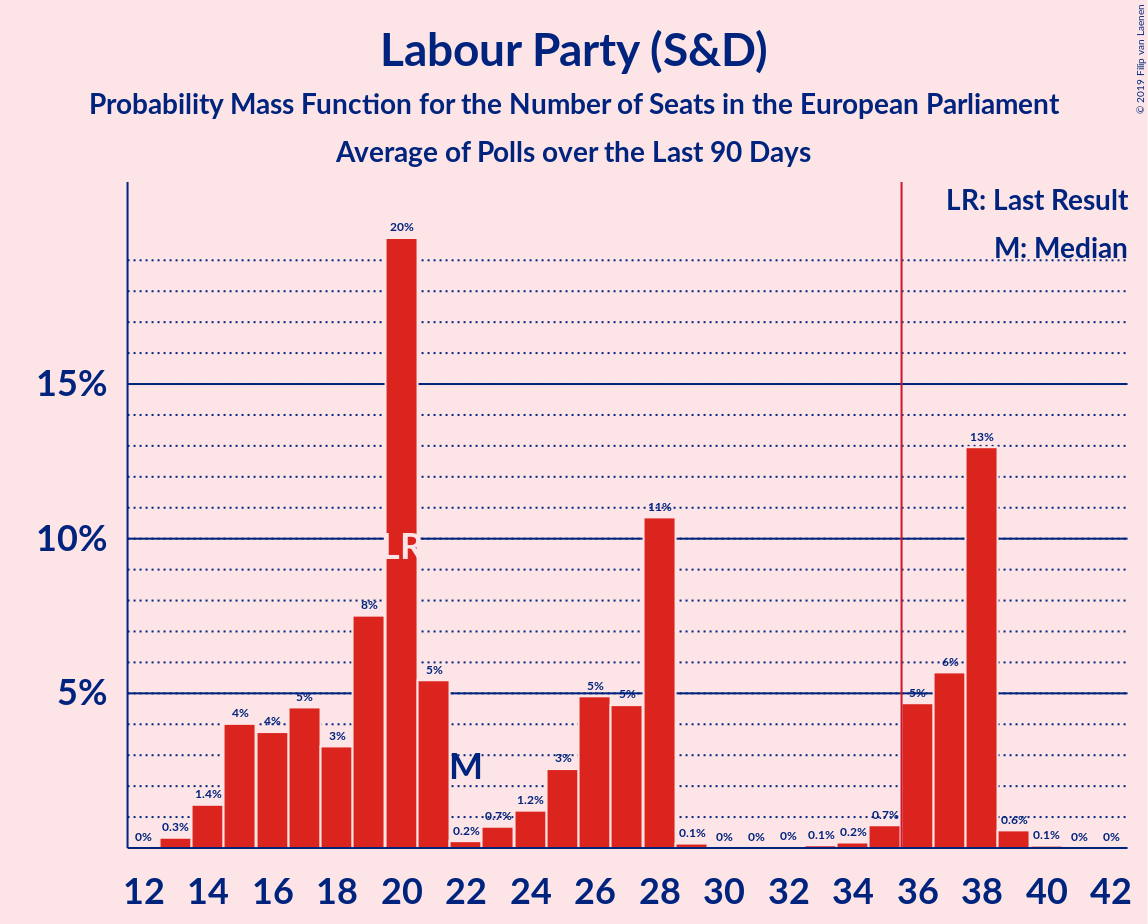 © 2019 Filip van Laenen
Labour Party (S&D)
Probability Mass Function for the Number of Seats in the European Parliament
Average of Polls over the Last 90 Days
LR: Last Result
M: Median
15%
10%
5%
0% 0.3% 1.4% 4% 4% 5% 3% 8% 20% 5% 0.2% 0.7% 1.2% 3% 5% 5% 11% 0.1% 0% 0% 0% 0.1% 0.2% 0.7% 5% 6% 13% 0.6% 0.1% 0% 0%
LR
M
12 14 16 18 20 22 24 26 28 30 32 34 36 38 40 42